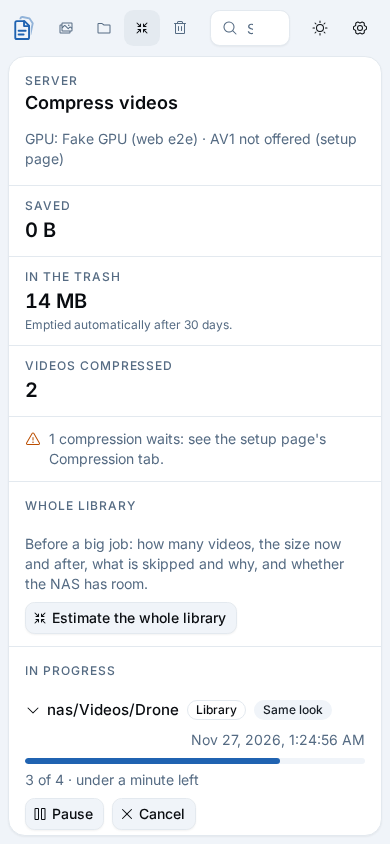 S
SERVER
Compress videos
GPU: Fake GPU (web e2e) · AV1 not offered (setup
page)
SAVED
0 B
IN THE TRASH
14 MB
Emptied automatically after 30 days.
VIDEOS COMPRESSED
2
1 compression waits: see the setup page's
Compression tab.
WHOLE LIBRARY
Before a big job: how many videos, the size now
and after, what is skipped and why, and whether
the NAS has room.
Estimate the whole library
IN PROGRESS
nas/Videos/Drone Library Same look
Nov 27, 2026, 1:24:56 AM
3 of 4 · under a minute left
Pause Cancel